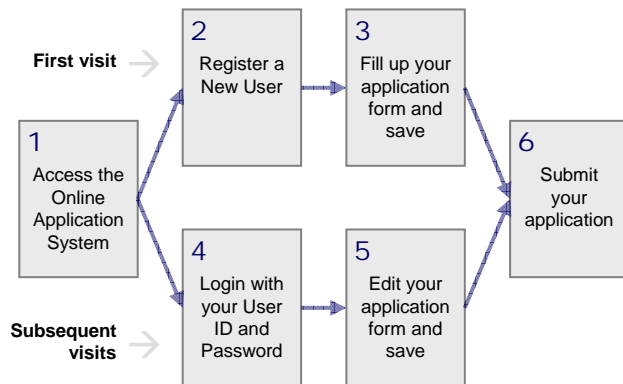 First visit
2
Register a
New User
3
Fill up your
application
form and
save
1
Access the
Online
Application
System
6
Submit
your
application
Subsequent
visits
4
Login with
your User
ID and
Password
5
Edit your
application
form and
save